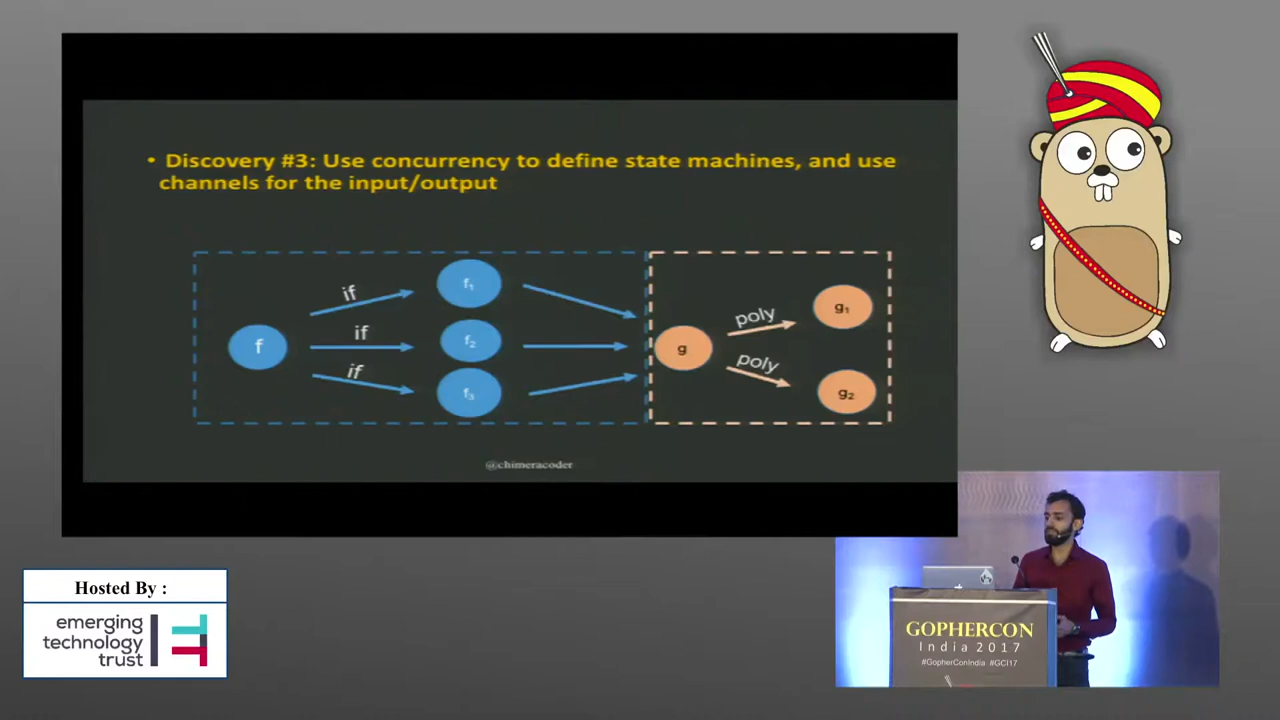 • Discovery #3: Use concurrency to define state machines, and use
channels for the input/output
if
if
if
f
f₁
f₂
f₃
g
poly
poly
g₁
g₂
@chimeracoder
Hosted By :
emerging
technology
trust
GOPHERCON
India 2017
#GopherConIndia #GCI17